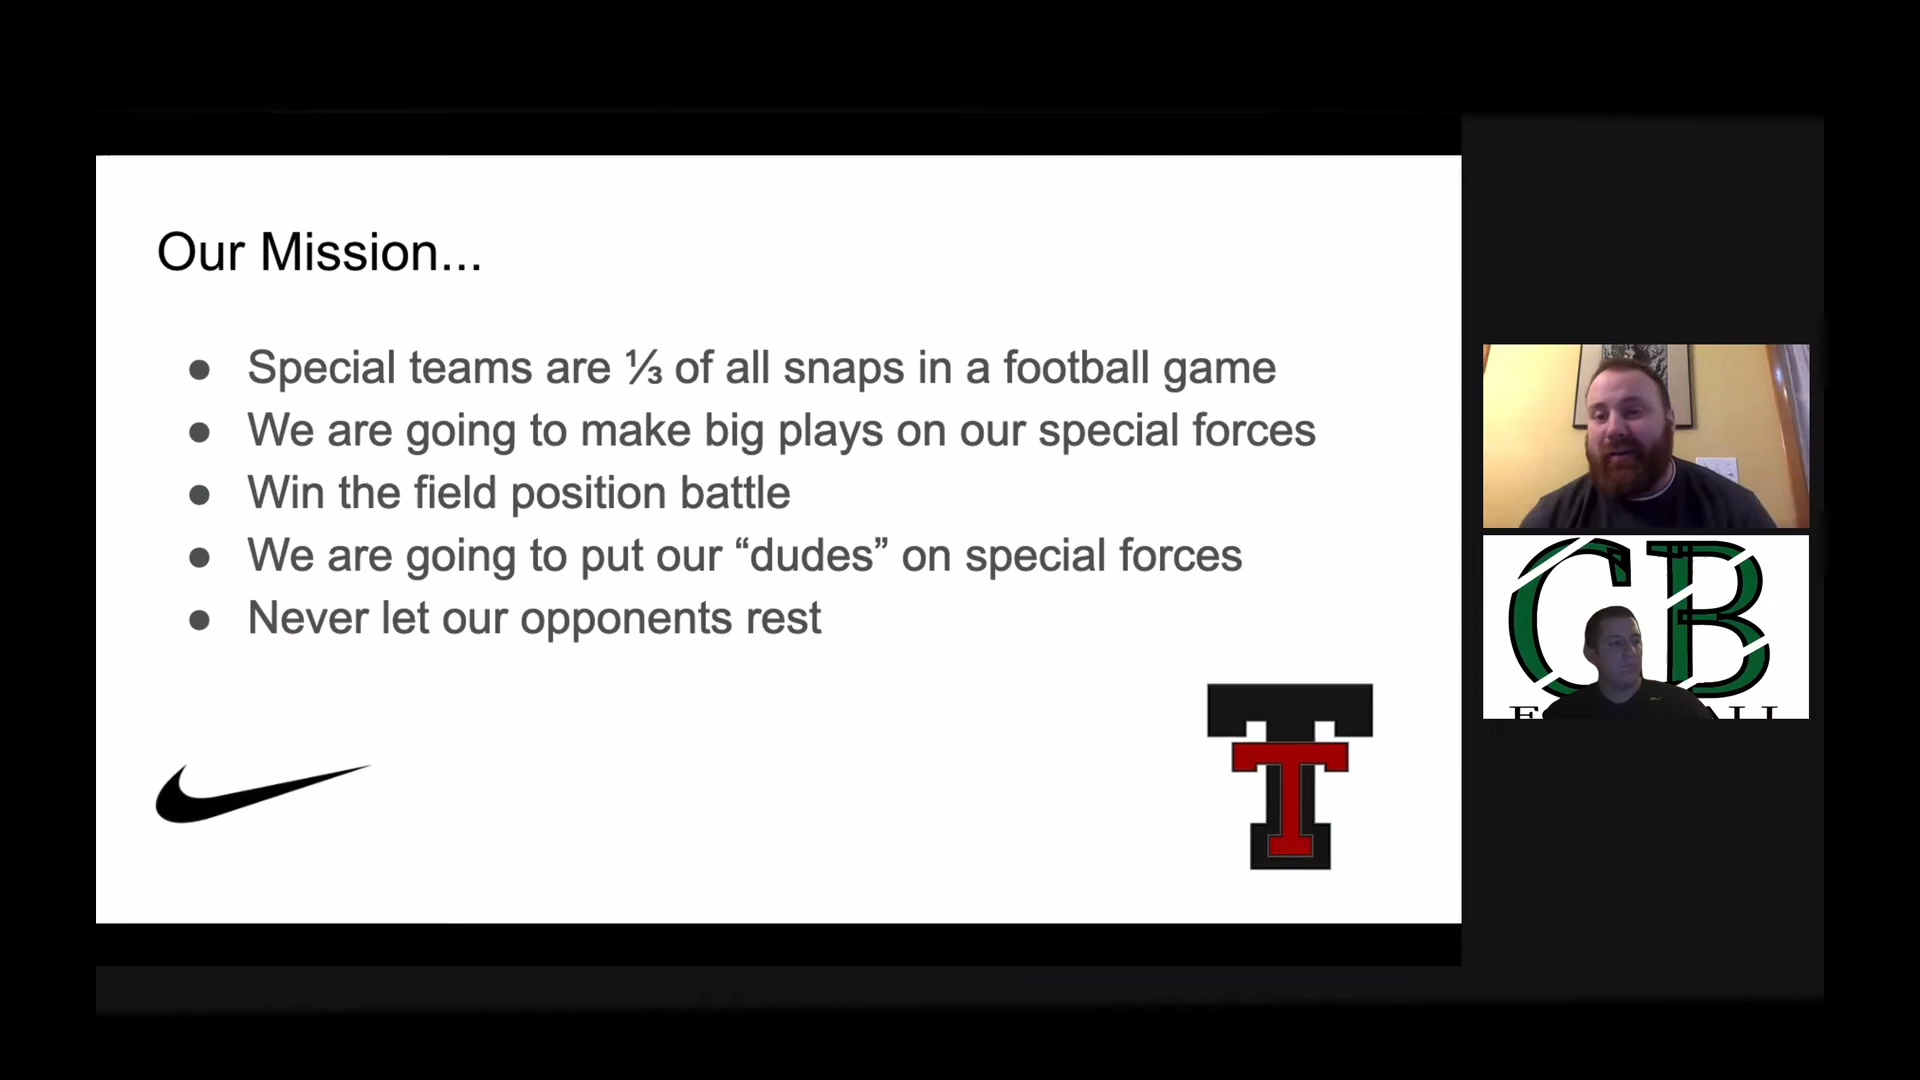 Our Mission...
Special teams are ⅓ of all snaps in a football game
We are going to make big plays on our special forces
Win the field position battle
We are going to put our “dudes” on special forces
Never let our opponents rest
TT
CB